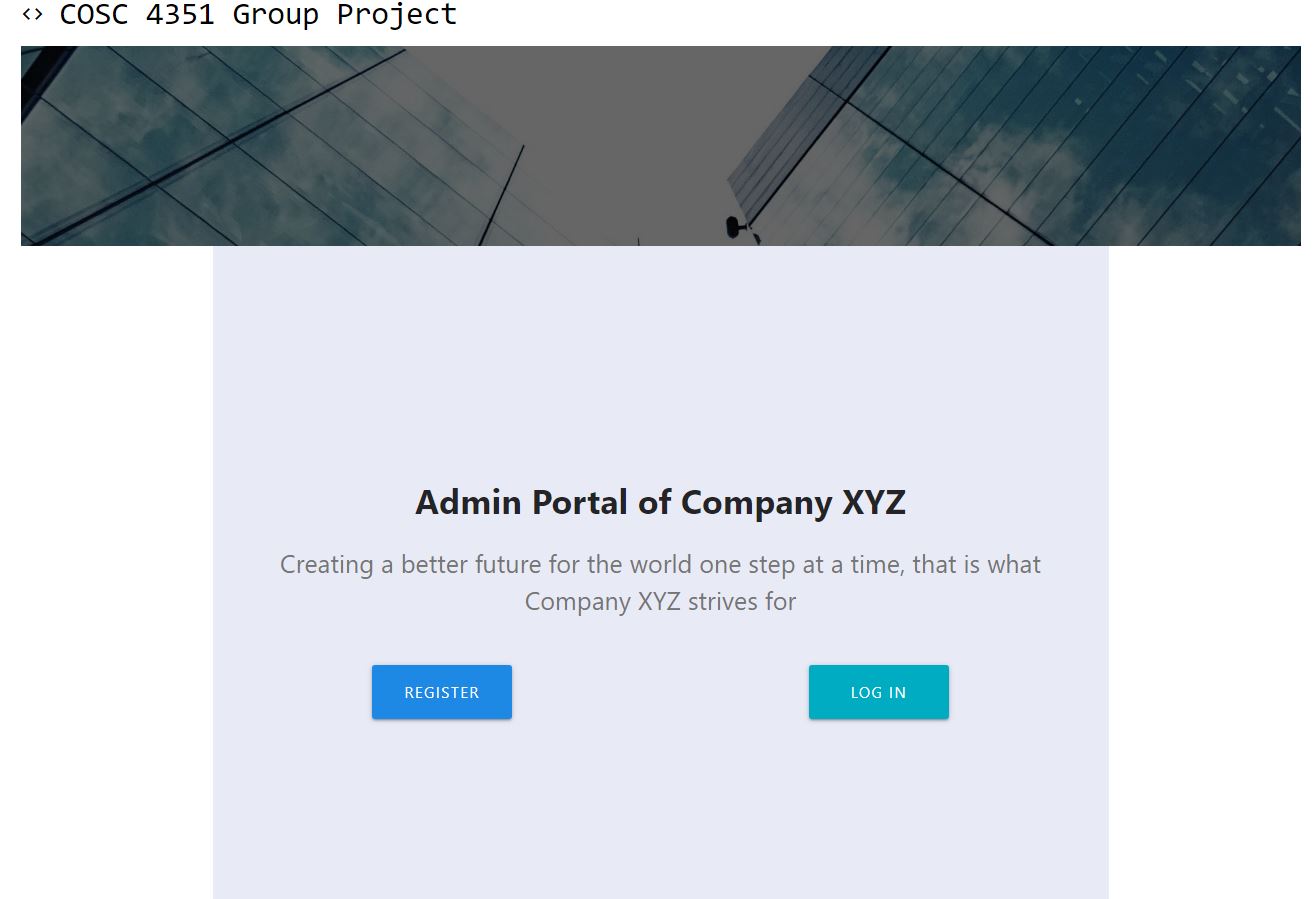 <> COSC 4351 Group Project
Admin Portal of Company XYZ
Creating a better future for the world one step at a time, that is what
Company XYZ strives for
REGISTER
LOG IN